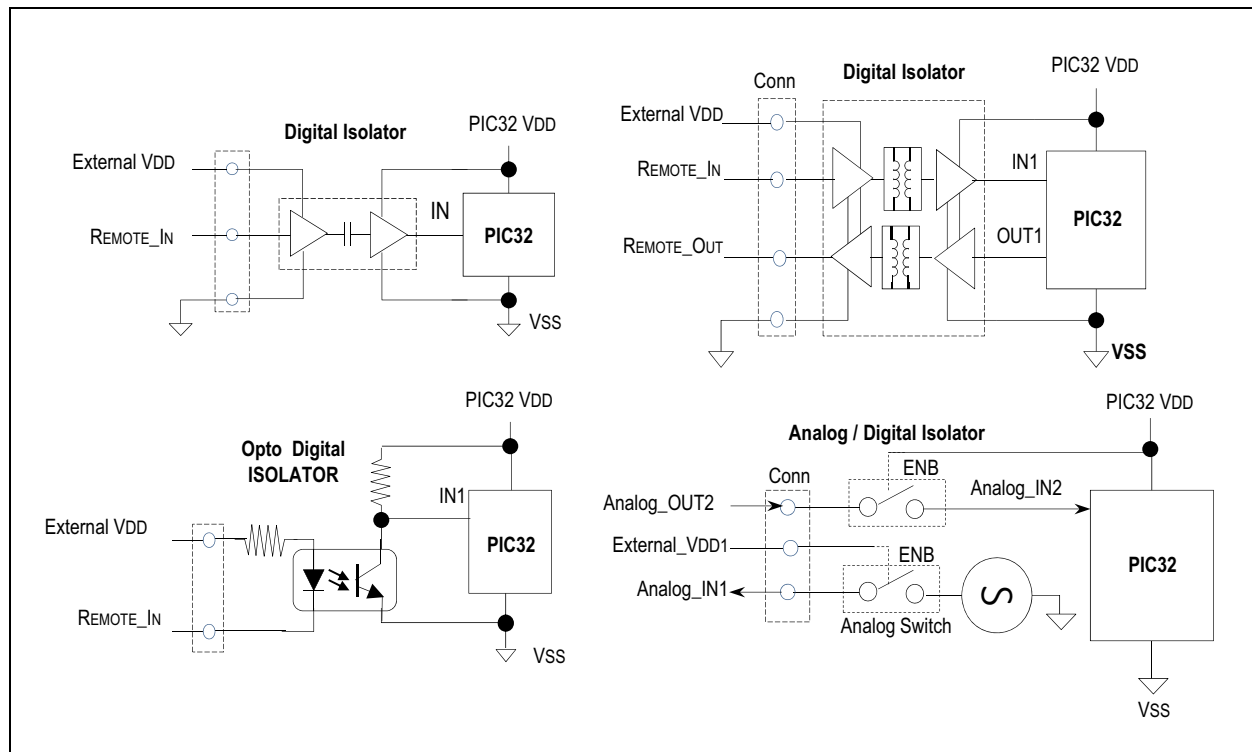 Digital Isolator
PIC32 VDD
External VDD
REMOTE_IN
IN
PIC32
VSS
Conn
Digital Isolator
PIC32 VDD
External VDD
REMOTE_IN
IN1
PIC32
REMOTE_OUT
OUT1
VSS
PIC32 VDD
Opto Digital
ISOLATOR
IN1
External VDD
PIC32
REMOTE_IN
VSS
PIC32 VDD
Analog / Digital Isolator
Conn
ENB
Analog_OUT2
Analog_IN2
External_VDD1
ENB
PIC32
Analog_IN1
S
Analog Switch
VSS